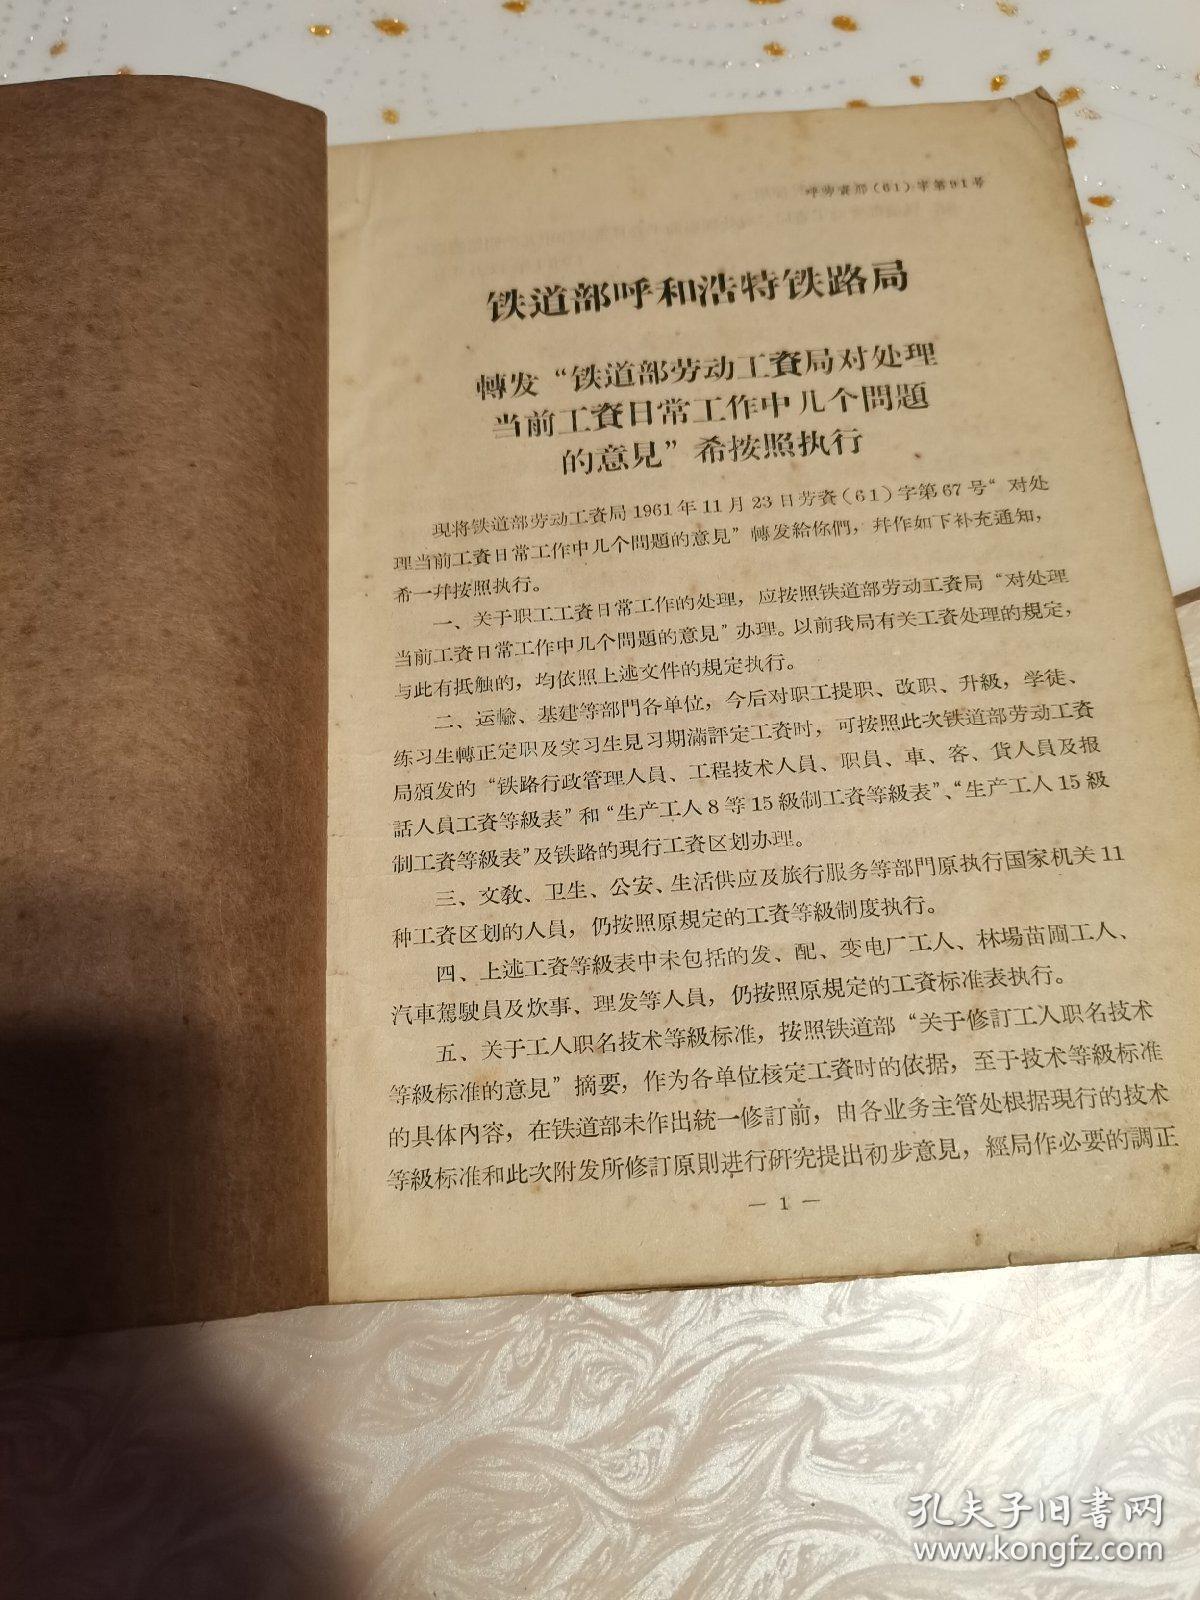 呼劳資郉(61)字第91号
铁道部呼和浩特铁路局
轉发“铁道部劳动工資局对处理
当前工資日常工作中几个問題
的意見”希按照执行
現将铁道部劳动工資局1961年11月23日劳資(61)字第67号“对处
理当前工資日常工作中几个問題的意見”轉发給你們，幷作如下补充通知，
希一幷按照执行。
一、关于职工工資日常工作的处理，应按照铁道部劳动工資局“对处理
当前工資日常工作中几个問題的意見”办理。以前我局有关工資处理的規定，
与此有抵触的，均依照上述文件的規定执行。
二、运輸、基建等部門各单位，今后对职工提职、改职、升級，学徒、
练习生轉正定职及实习生見习期滿評定工資时，可按照此次铁道部劳动工資
局頒发的“铁路行政管理人員、工程技术人員、职員、車、客、貨人員及报
話人員工資等級表”和“生产工人8等15級制工資等級表”、“生产工人15級
制工資等級表”及铁路的現行工資区划办理。
三、文敎、卫生、公安、生活供应及旅行服务等部門原执行国家机关11
种工資区划的人員，仍按照原規定的工資等級制度执行。
四、上述工資等級表中未包括的发、配、变电厂工人、林場苗圃工人、
汽車駕駛員及炊事、理发等人員，仍按照原規定的工資标准表执行。
五、关于工人职名技术等級标准，按照铁道部“关于修訂工人职名技术
等級标准的意見”摘要，作为各单位核定工資时的依据，至于技术等級标准
的具体內容，在铁道部未作出統一修訂前，由各业务主管处根据現行的技术
等級标准和此次附发所修訂原則进行研究提出初步意見，經局作必要的調正
— 1 —
孔夫子旧书网
www.kongfz.com